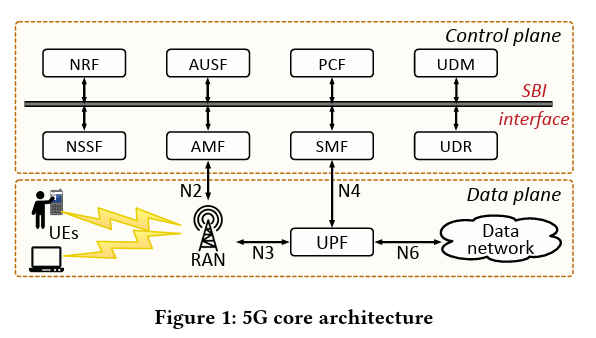 Control plane
NRF AUSF PCF UDM
SBI
interface
NSSF AMF SMF UDR
N2 N4
Data plane
UEs
RAN
N3
UPF
N6
Data
network
Figure 1: 5G core architecture